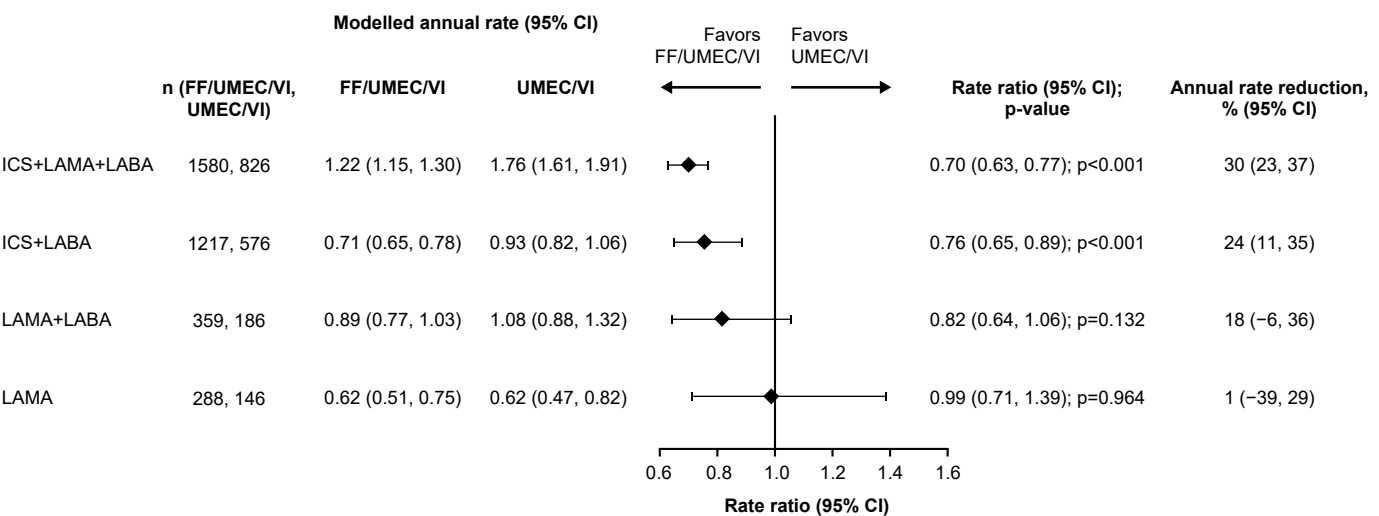 Modelled annual rate (95% CI)
Favors
FF/UMEC/VI
Favors
UMEC/VI
n (FF/UMEC/VI,
UMEC/VI)
FF/UMEC/VI
UMEC/VI
Rate ratio (95% CI);
p-value
Annual rate reduction,
% (95% CI)
ICS+LAMA+LABA 1580, 826 1.22 (1.15, 1.30) 1.76 (1.61, 1.91) 0.70 (0.63, 0.77); p<0.001 30 (23, 37)
ICS+LABA 1217, 576 0.71 (0.65, 0.78) 0.93 (0.82, 1.06) 0.76 (0.65, 0.89); p<0.001 24 (11, 35)
LAMA+LABA 359, 186 0.89 (0.77, 1.03) 1.08 (0.88, 1.32) 0.82 (0.64, 1.06); p=0.132 18 (−6, 36)
LAMA 288, 146 0.62 (0.51, 0.75) 0.62 (0.47, 0.82) 0.99 (0.71, 1.39); p=0.964 1 (−39, 29)
0.6 0.8 1.0 1.2 1.4 1.6
Rate ratio (95% CI)